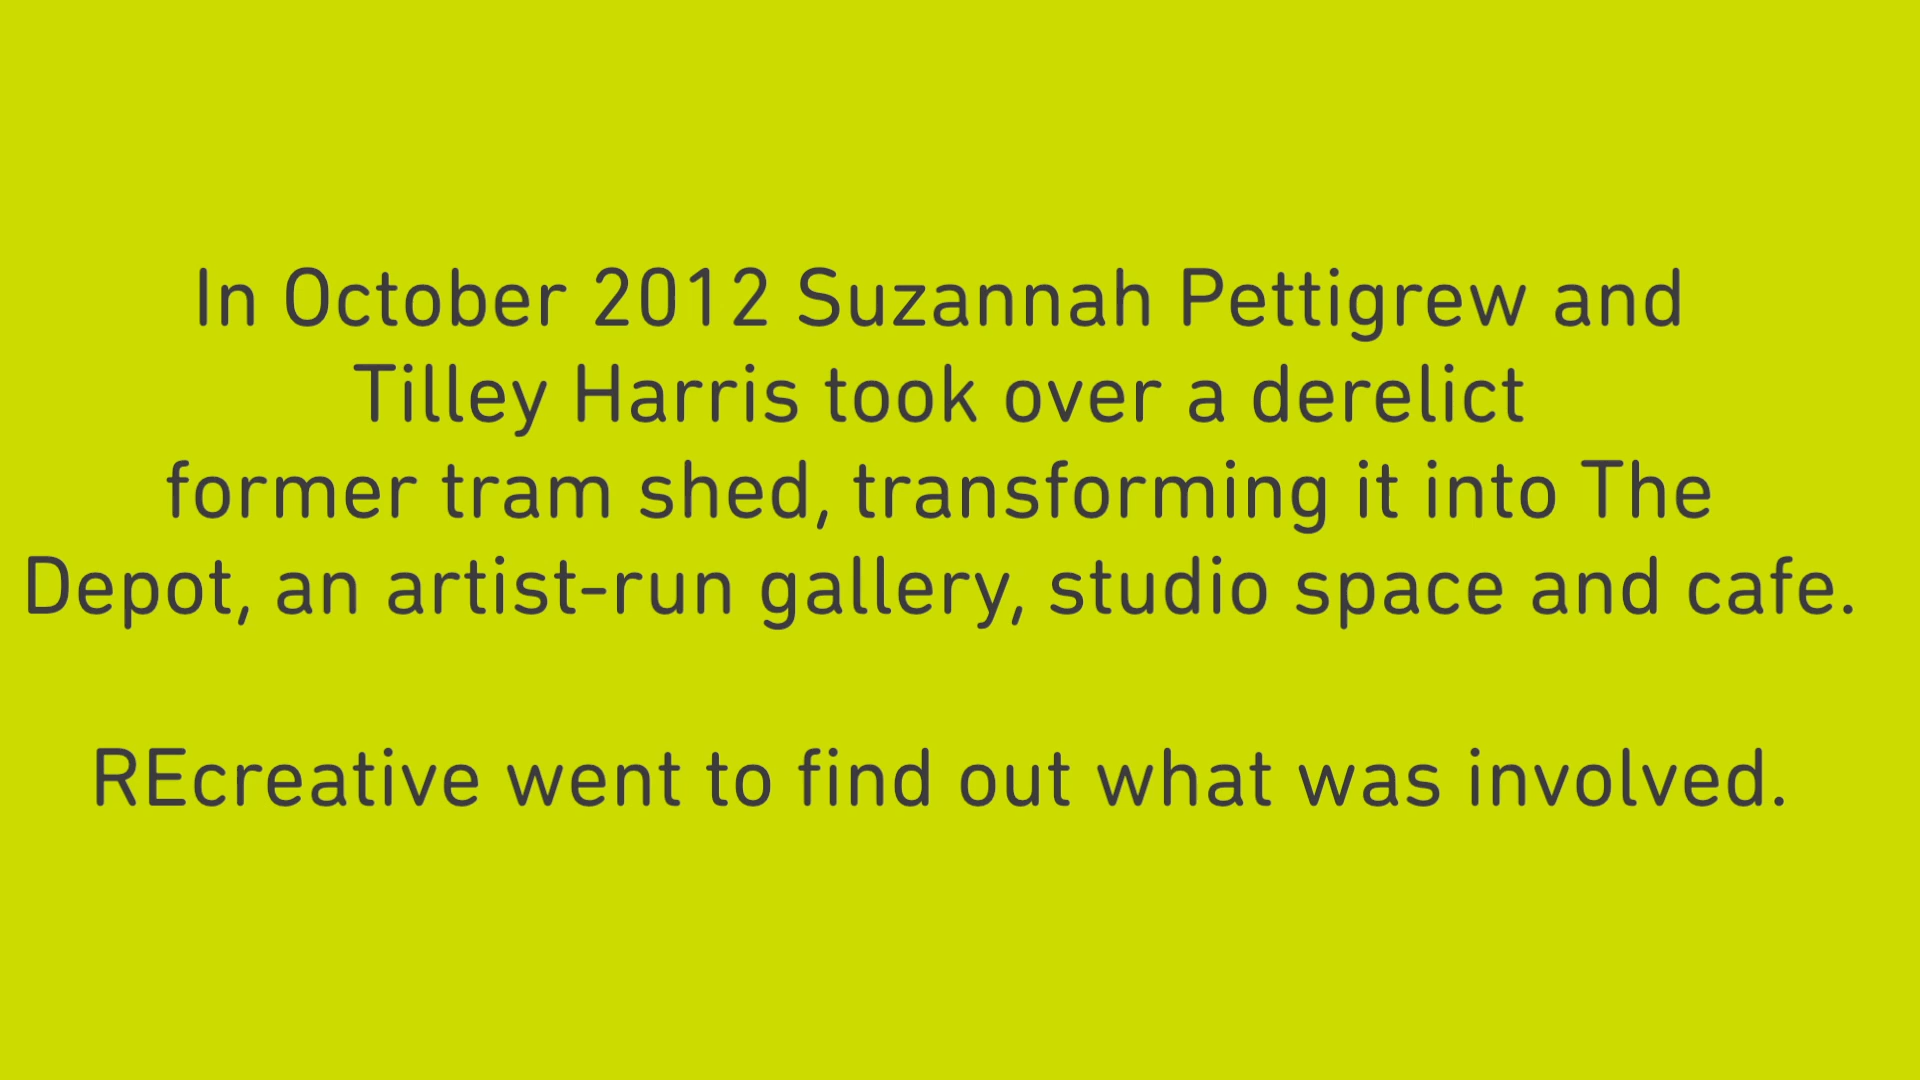 In October 2012 Suzannah Pettigrew and
Tilley Harris took over a derelict
former tram shed, transforming it into The
Depot, an artist-run gallery, studio space and cafe.
REcreative went to find out what was involved.